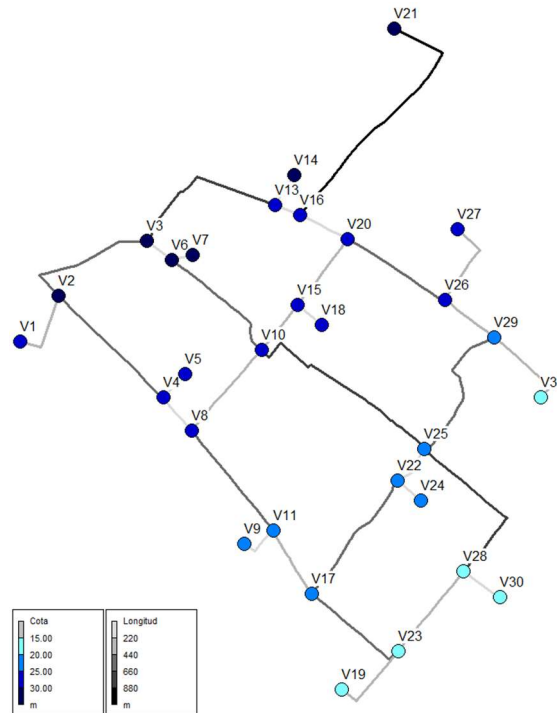 V21
V14
V13
V16
V3
V6
V7
V20
V27
V2
V15
V26
V1
V18
V29
V10
V5
V4
V3
V8
V25
V22
V24
V11
V9
V28
V17
V30
V23
V19
Cota
15.00
20.00
25.00
30.00
m
Longitud
220
440
660
880
m